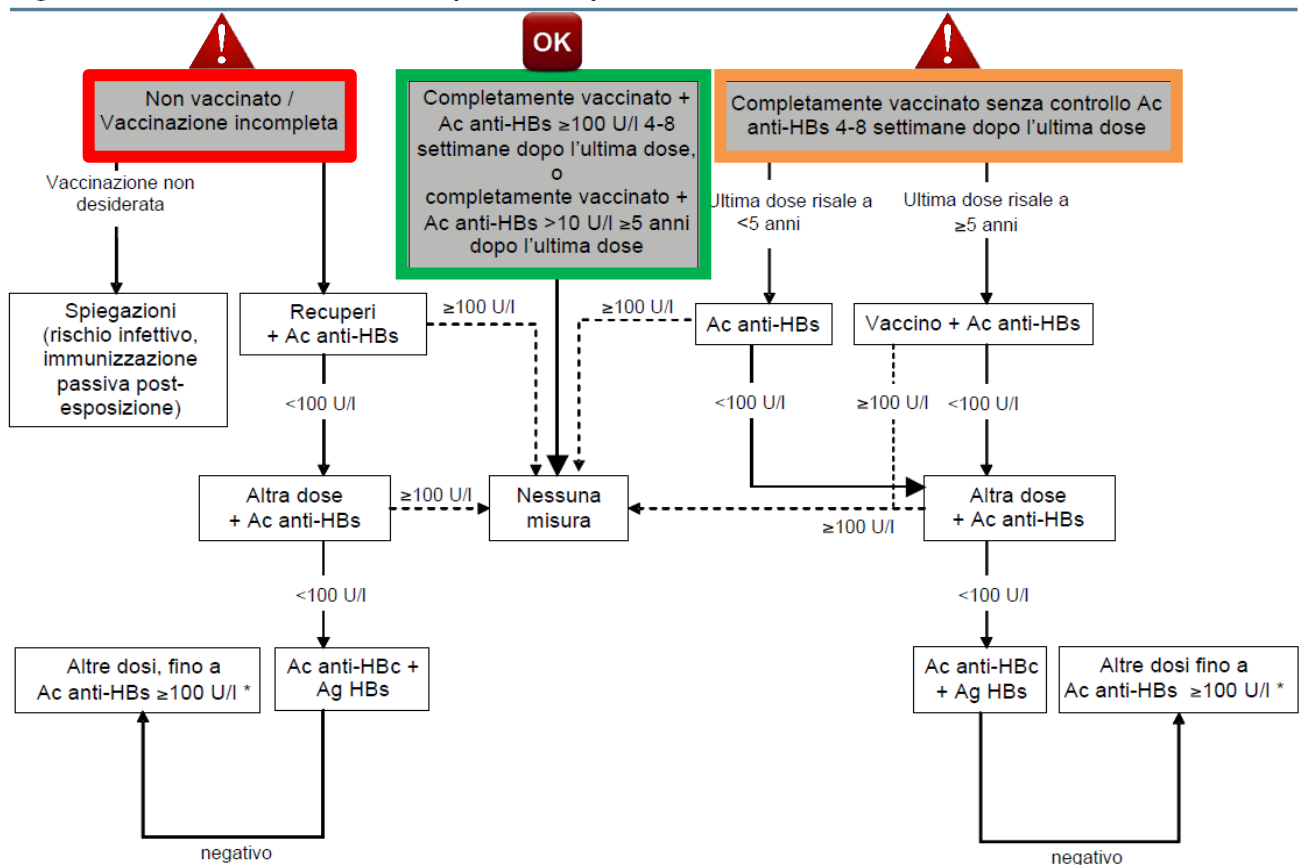 OK
Non vaccinato /
Vaccinazione incompleta
Completamente vaccinato +
Ac anti-HBs ≥100 U/l 4-8
settimane dopo l'ultima dose,
o
completamente vaccinato +
Ac anti-HBs >10 U/l ≥5 anni
dopo l'ultima dose
Completamente vaccinato senza controllo Ac
anti-HBs 4-8 settimane dopo l'ultima dose
Vaccinazione non
desiderata
Ultima dose risale a
<5 anni
Ultima dose risale a
≥5 anni
Spiegazioni
(rischio infettivo,
immunizzazione
passiva post-
esposizione)
Recuperi
+ Ac anti-HBs
≥100 U/l
≥100 U/l
Ac anti-HBs
Vaccino + Ac anti-HBs
<100 U/l
<100 U/l
≥100 U/l
<100 U/l
Altra dose
+ Ac anti-HBs
≥100 U/l
Nessuna
misura
≥100 U/l
Altra dose
+ Ac anti-HBs
<100 U/l
<100 U/l
Altre dosi, fino a
Ac anti-HBs ≥100 U/l *
Ac anti-HBc +
Ag HBs
Ac anti-HBc
+ Ag HBs
Altre dosi fino a
Ac anti-HBs ≥100 U/l *
negativo
negativo